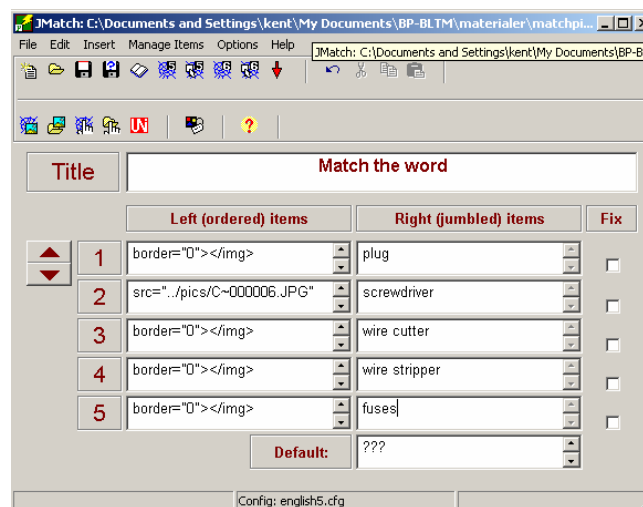 JMatch: C:\Documents and Settings\kent\My Documents\BP-BLTM\materialer\matchpi...
File Edit Insert Manage Items Options Help
JMatch: C:\Documents and Settings\kent\My Documents\BP-B
Title
Match the word
Left (ordered) items Right (jumbled) items Fix
1 border="0"></img> plug
2 src="../pics/C~000006.JPG" screwdriver
3 border="0"></img> wire cutter
4 border="0"></img> wire stripper
5 border="0"></img> fuses
Default: ???
Config: english5.cfg